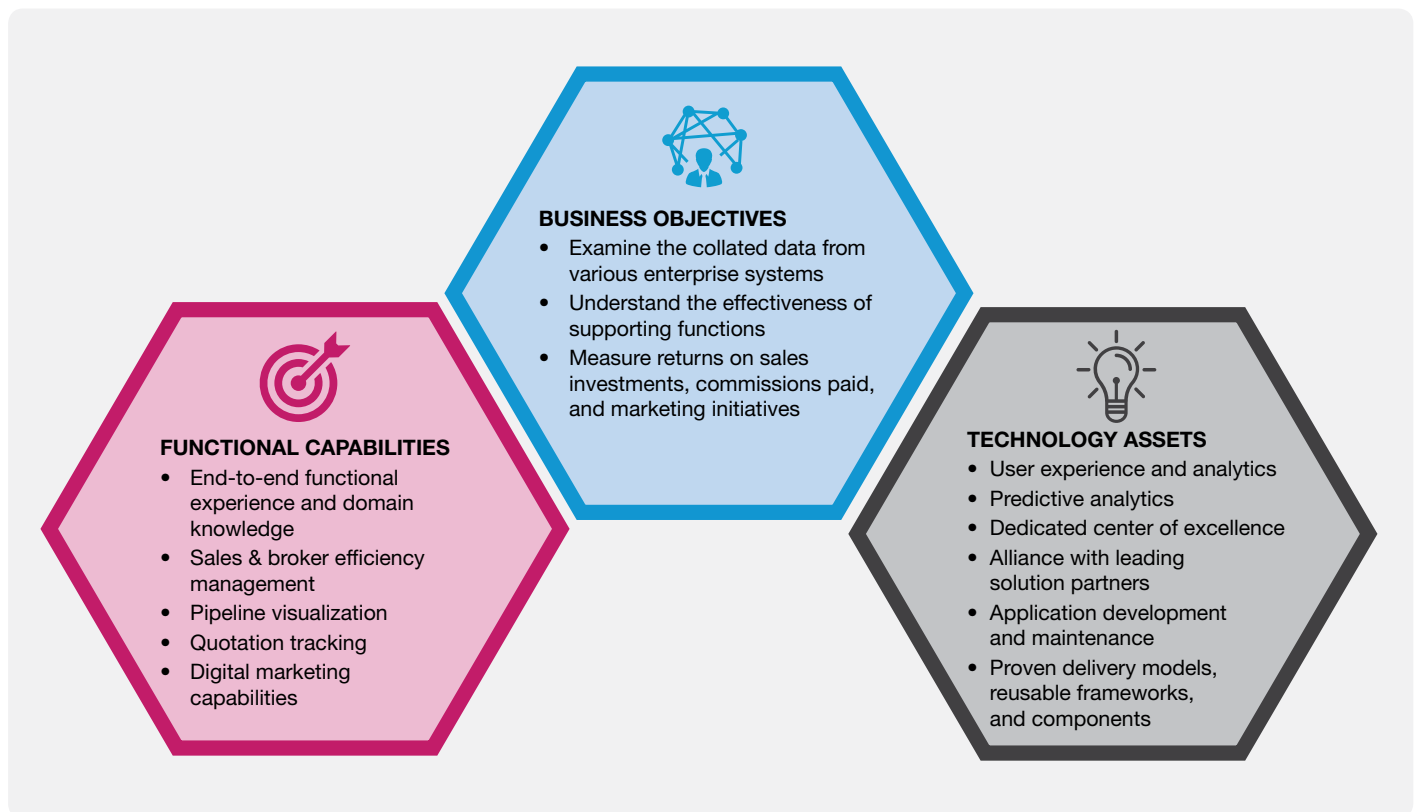 BUSINESS OBJECTIVES
• Examine the collated data from
various enterprise systems
• Understand the effectiveness of
supporting functions
• Measure returns on sales
investments, commissions paid,
and marketing initiatives
FUNCTIONAL CAPABILITIES
• End-to-end functional
experience and domain
knowledge
• Sales & broker efficiency
management
• Pipeline visualization
• Quotation tracking
• Digital marketing
capabilities
TECHNOLOGY ASSETS
• User experience and analytics
• Predictive analytics
• Dedicated center of excellence
• Alliance with leading
solution partners
• Application development
and maintenance
• Proven delivery models,
reusable frameworks,
and components